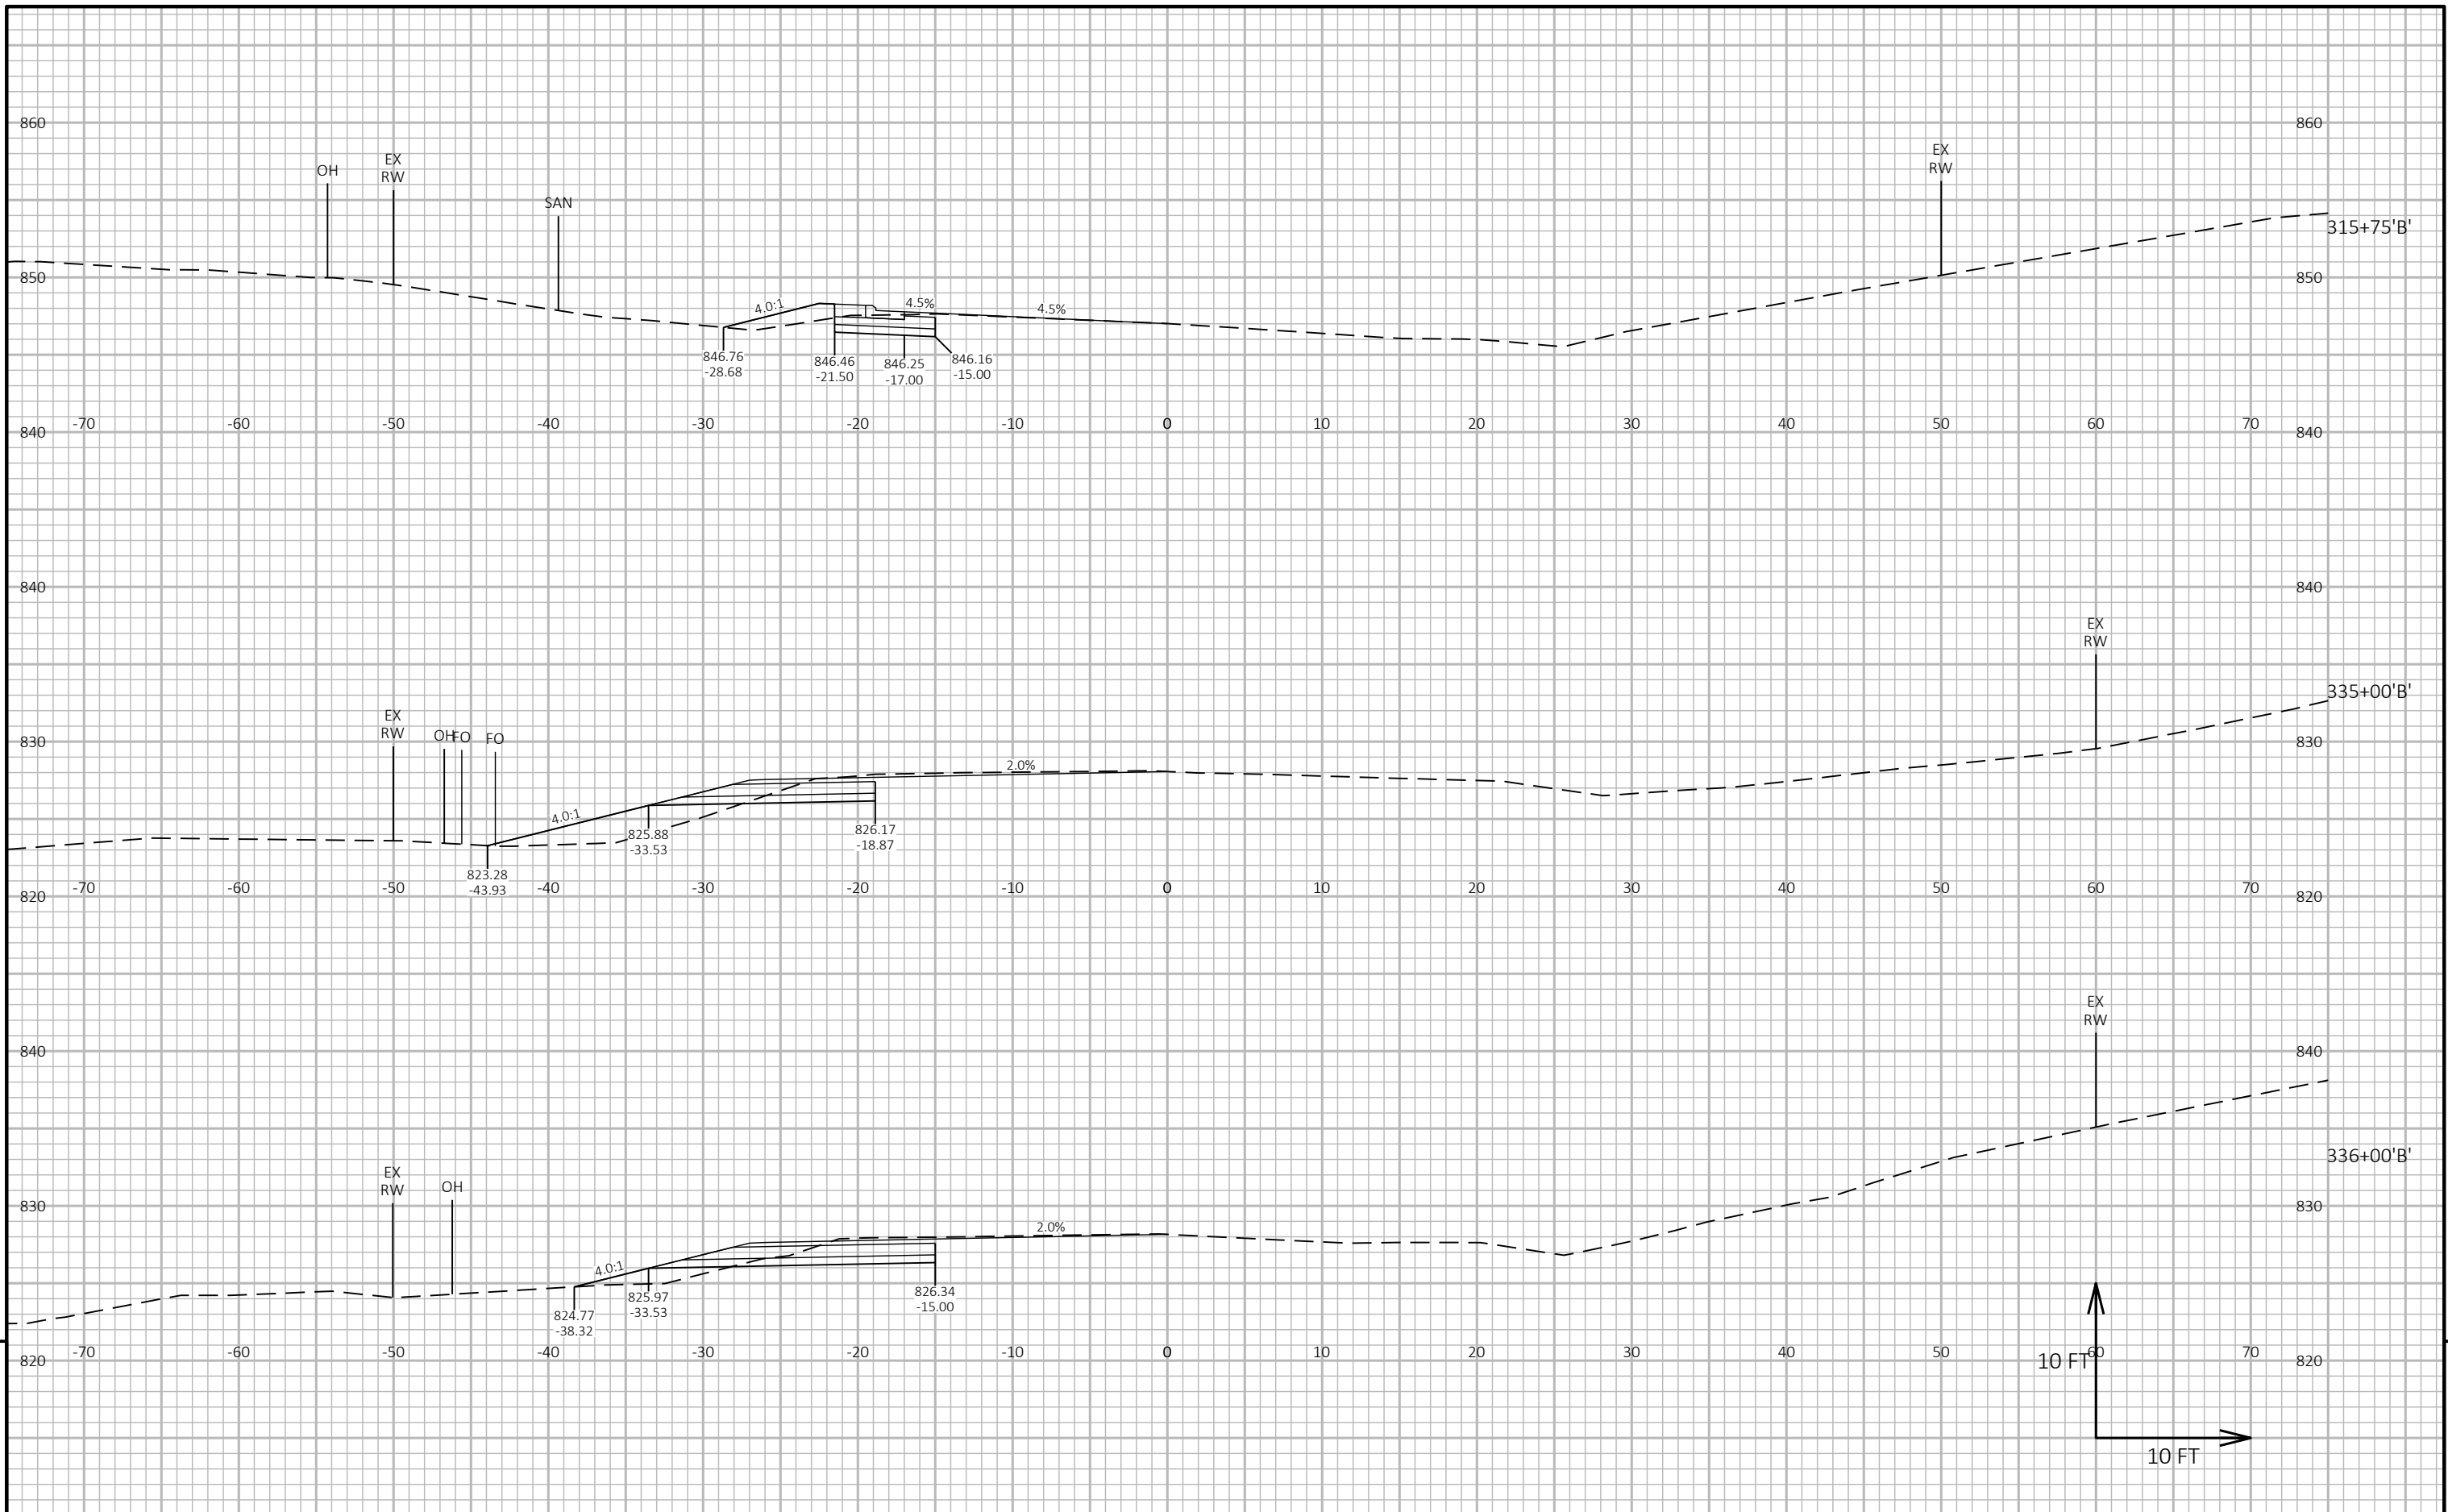 860 860
EX
RW
EX
RW
OH
SAN
315+75'B'
850 850
4.0:1 4.5% 4.5%
846.76
-28.68
846.46
-21.50
846.25
-17.00
846.16
-15.00
-70 -60 -50 -40 -30 -20 -10 0 10 20 30 40 50 60 70
840 840
840 840
EX
RW
335+00'B'
EX
RW
OH FO FO
830 830
2.0%
4.0:1
825.88
-33.53
826.17
-18.87
823.28
-43.93
-70 -60 -50 -40 -30 -20 -10 0 10 20 30 40 50 60 70
820 820
EX
RW
840 840
336+00'B'
EX
RW
OH
830 830
2.0%
4.0:1
825.97
-33.53
826.34
-15.00
824.77
-38.32
-70 -60 -50 -40 -30 -20 -10 0 10 20 30 40 50 60 70
820 820
10 FT
10 FT